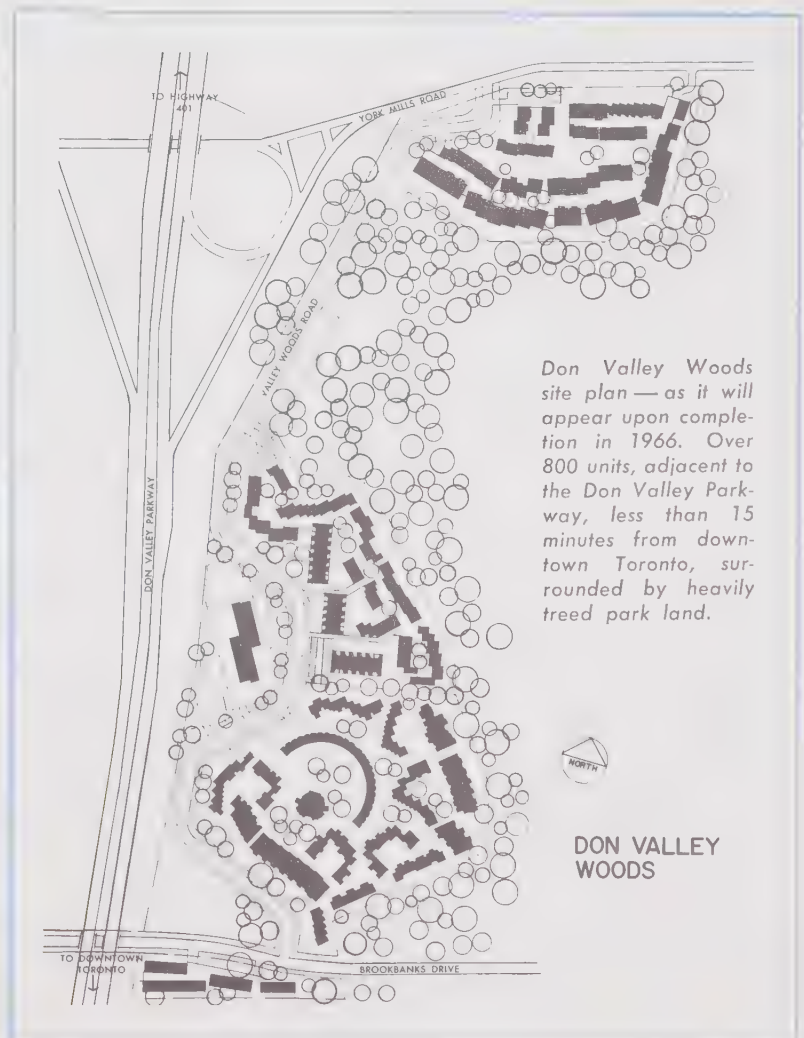 TO HIGHWAY
401
YORK MILLS ROAD
VALLEY WOODS ROAD
DON VALLEY PARKWAY
Don Valley Woods
site plan — as it will
appear upon comple-
tion in 1966. Over
800 units, adjacent to
the Don Valley Park-
way, less than 15
minutes from down-
town Toronto, sur-
rounded by heavily
treed park land.
NORTH
DON VALLEY
WOODS
TO DOWNTOWN
TORONTO
BROOKBANKS DRIVE